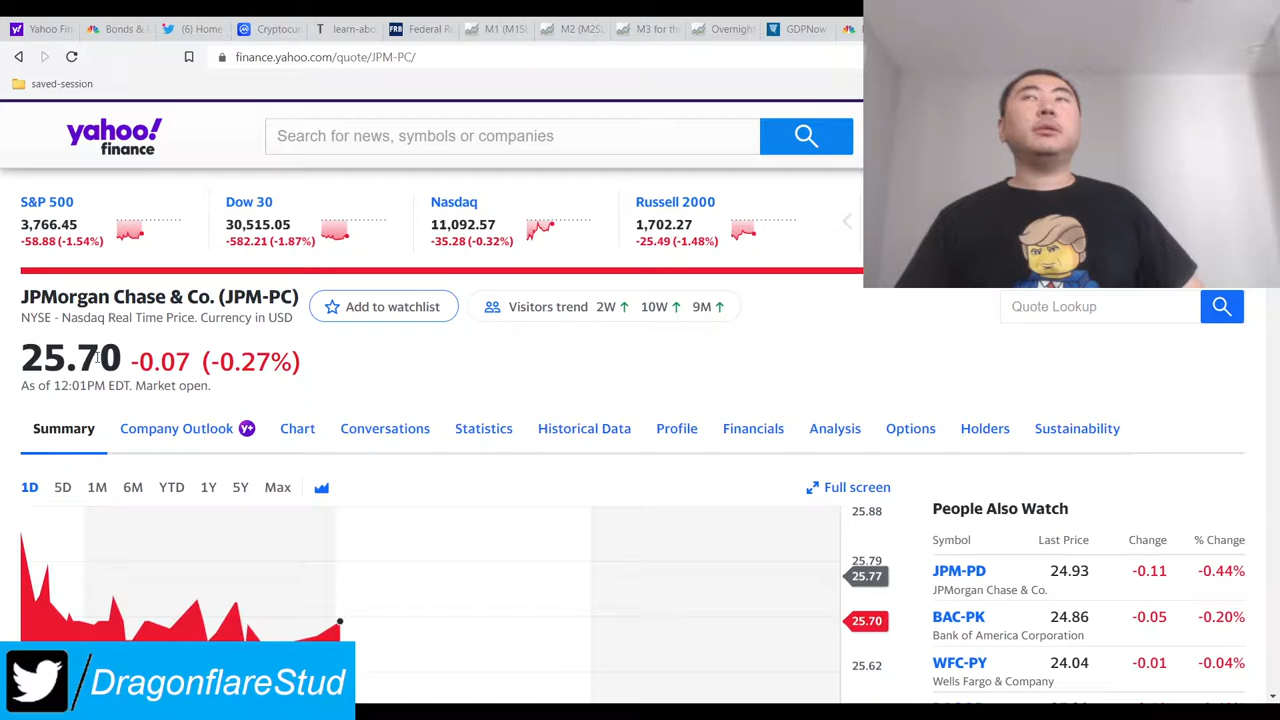 Yahoo Fin
Bonds &
(6) Home
Cryptocur
learn-abo
Federal R
M1 (M1SL
M2 (M2SL
M3 for the
Overnigh
GDPNow
finance.yahoo.com/quote/JPM-PC/
saved-session
yahoo!
finance
Search for news, symbols or companies
S&P 500
3,766.45
-58.88 (-1.54%)
Dow 30
30,515.05
-582.21 (-1.87%)
Nasdaq
11,092.57
-35.28 (-0.32%)
Russell 2000
1,702.27
-25.49 (-1.48%)
JPMorgan Chase & Co. (JPM-PC)
Add to watchlist
Visitors trend 2W↑ 10W↑ 9M↑
Quote Lookup
NYSE - Nasdaq Real Time Price. Currency in USD
25.70 -0.07 (-0.27%)
As of 12:01PM EDT. Market open.
Summary Company Outlook y+ Chart Conversations Statistics Historical Data Profile Financials Analysis Options Holders Sustainability
1D 5D 1M 6M YTD 1Y 5Y Max
Full screen
25.88
25.79
25.77
25.70
25.62
People Also Watch
Symbol Last Price Change % Change
JPM-PD 24.93 -0.11 -0.44%
JPMorgan Chase & Co.
BAC-PK 24.86 -0.05 -0.20%
Bank of America Corporation
WFC-PY 24.04 -0.01 -0.04%
Wells Fargo & Company
DragonflareStud